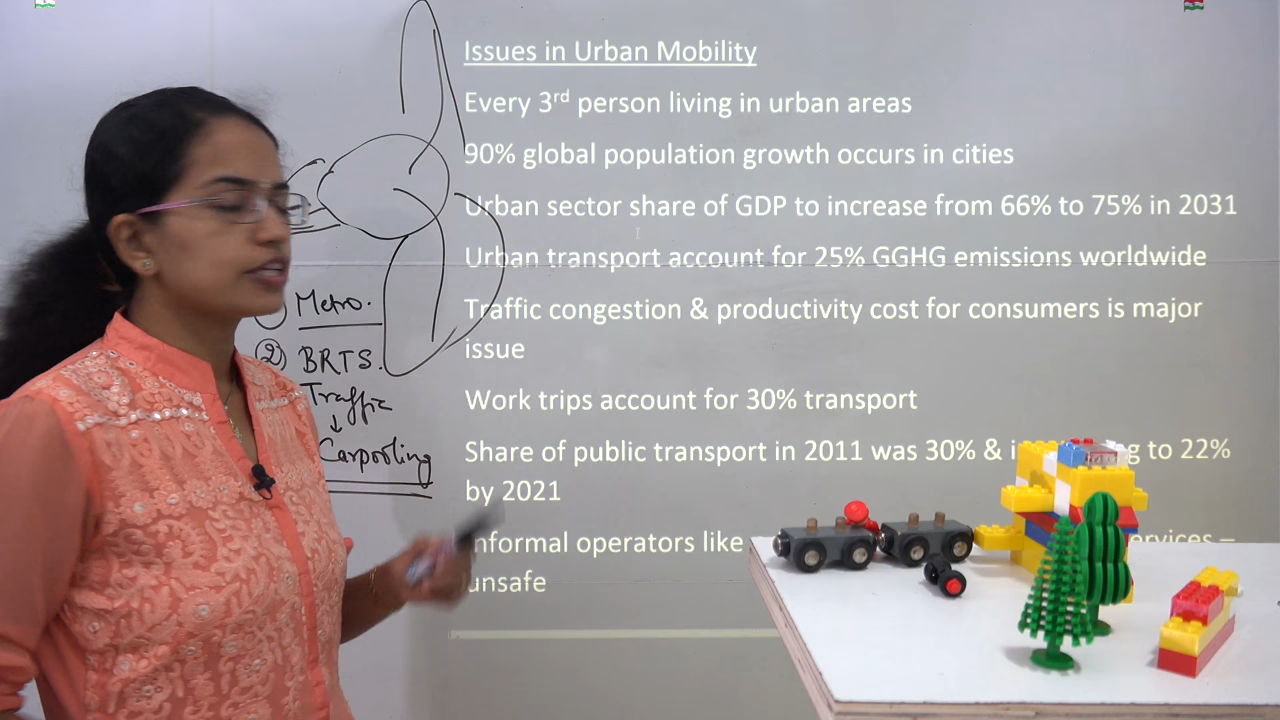 Issues in Urban Mobility
Every 3rd person living in urban areas
90% global population growth occurs in cities
Urban sector share of GDP to increase from 66% to 75% in 2031
Urban transport account for 25% GGHG emissions worldwide
Traffic congestion & productivity cost for consumers is major
issue
Work trips account for 30% transport
Share of public transport in 2011 was 30% & to 22%
by 2021
Informal operators like –
unsafe
Metro.
(2) BRTS.
Traffic
↓
Carpooling